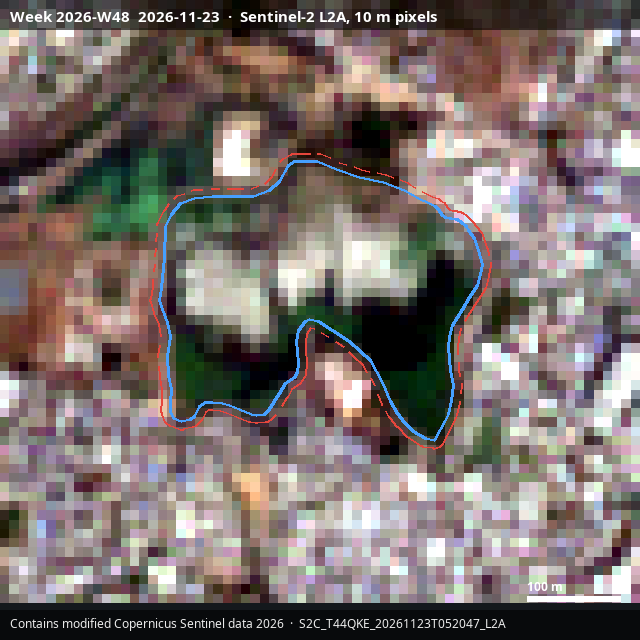 Week 2026-W48 2026-11-23 · Sentinel-2 L2A, 10 m pixels
100 m
Contains modified Copernicus Sentinel data 2026 · S2C_T44QKE_20261123T052047_L2A